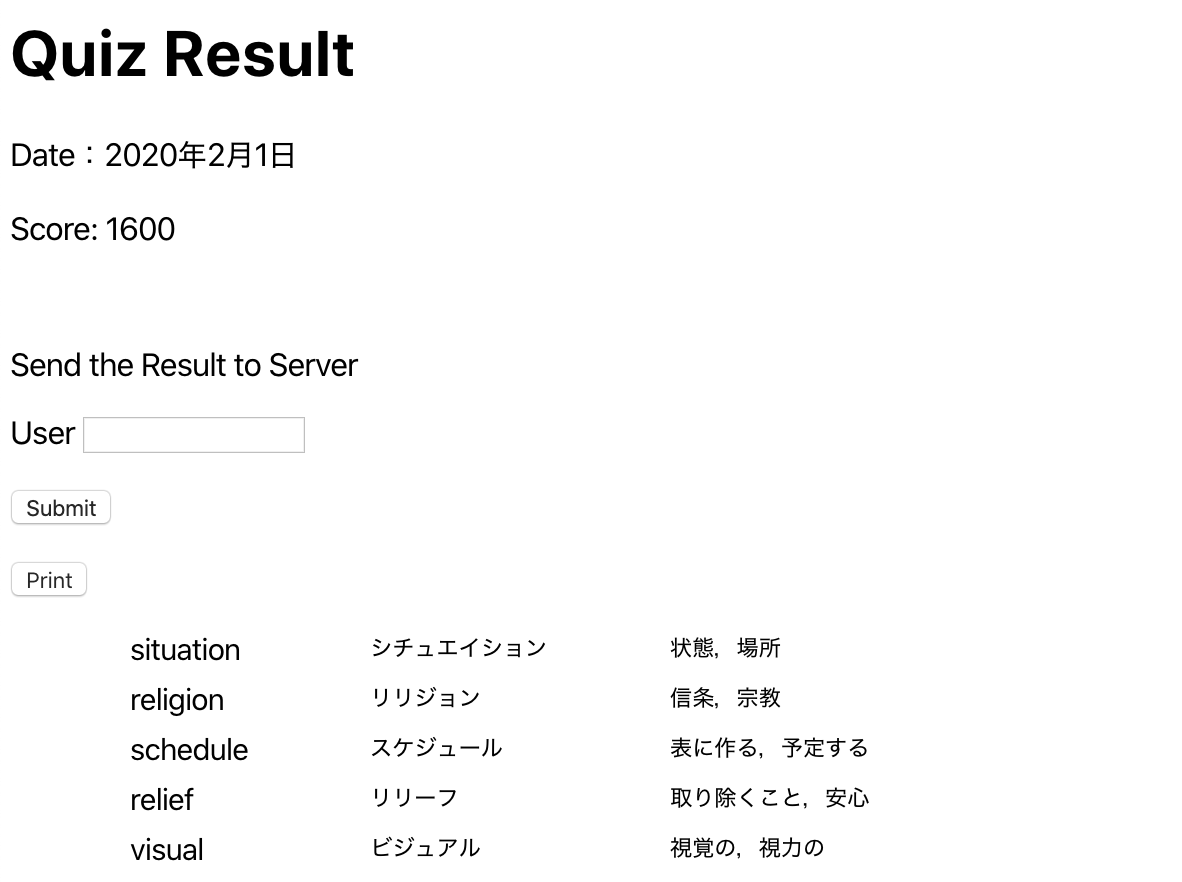 Quiz Result
Date：2020年2月1日
Score: 1600
Send the Result to Server
User
Submit
Print
situation シチュエイション 状態，場所
religion リリジョン 信条，宗教
schedule スケジュール 表に作る，予定する
relief リリーフ 取り除くこと，安心
visual ビジュアル 視覚の，視力の